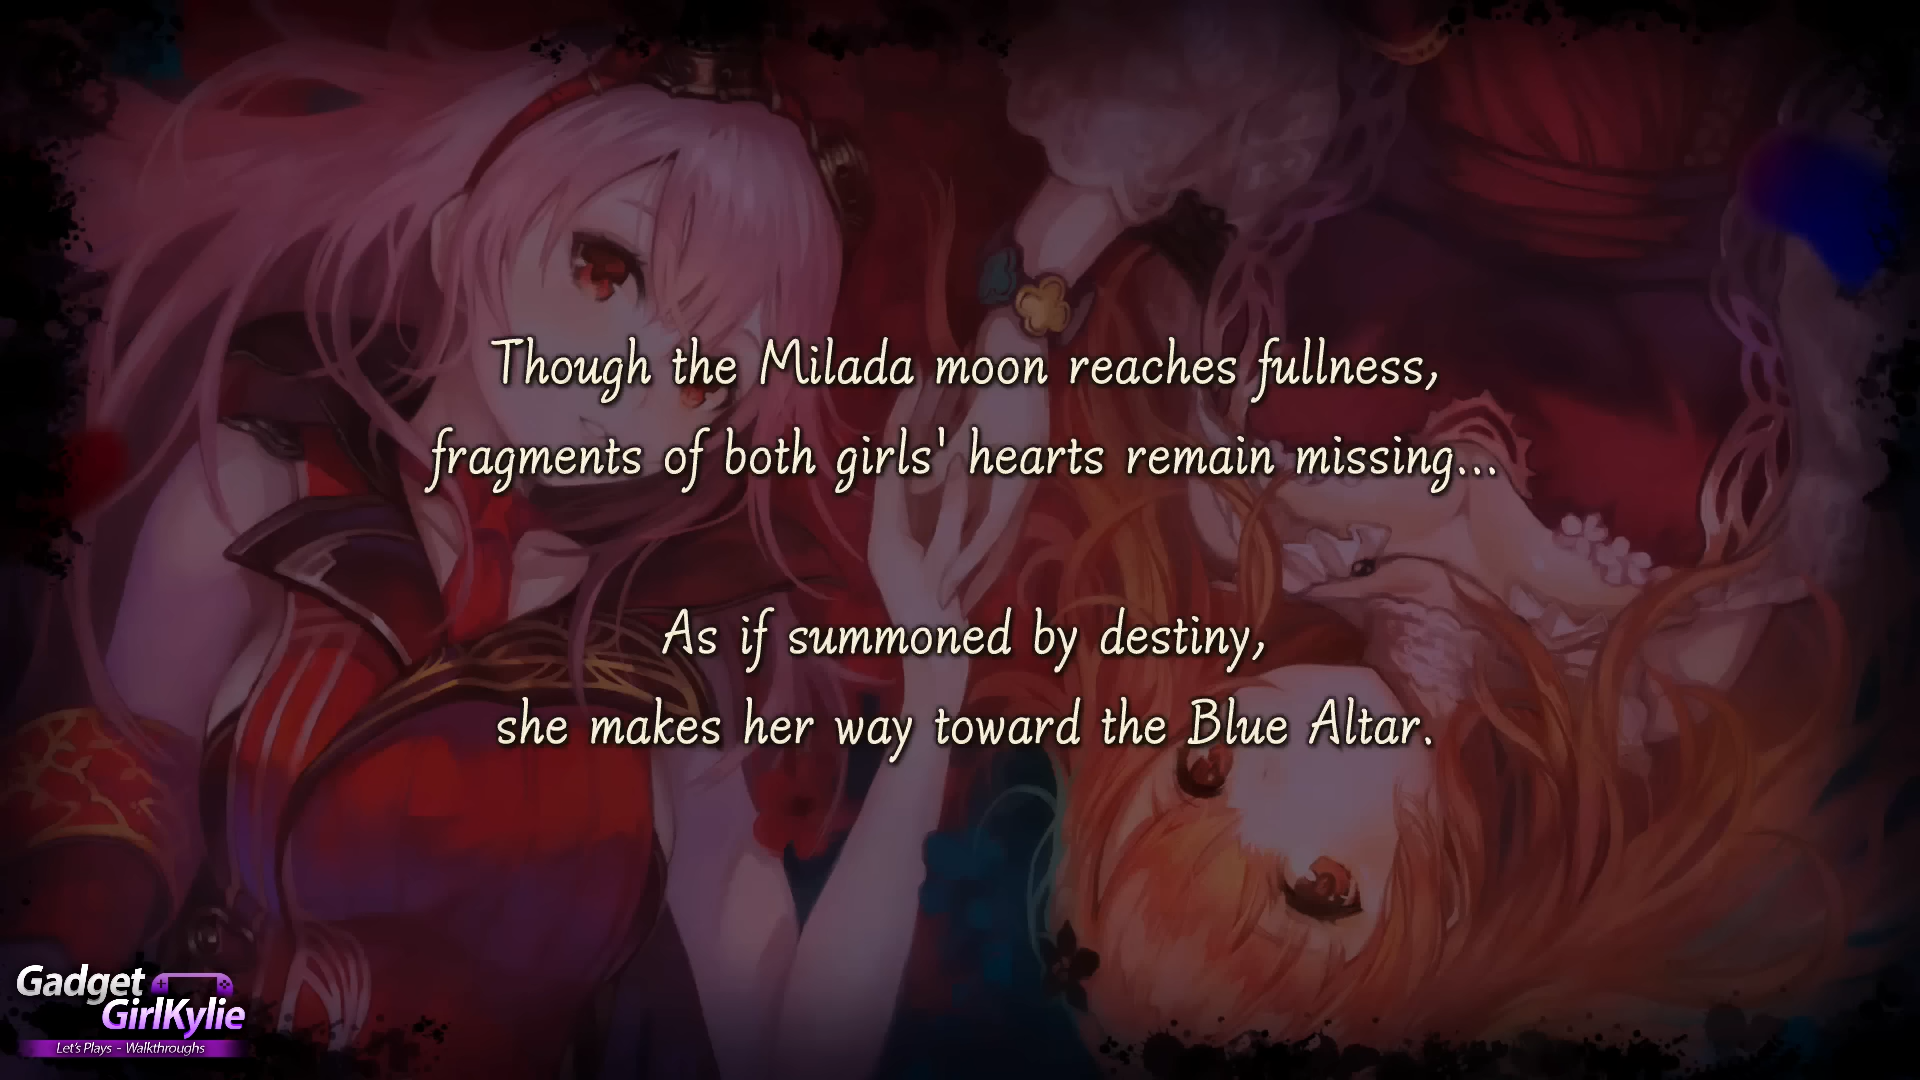 Though the Milada moon reaches fullness,
fragments of both girls' hearts remain missing...
As if summoned by destiny,
she makes her way toward the Blue Altar.
Gadget
GirlKylie
Let's Plays - Walkthroughs